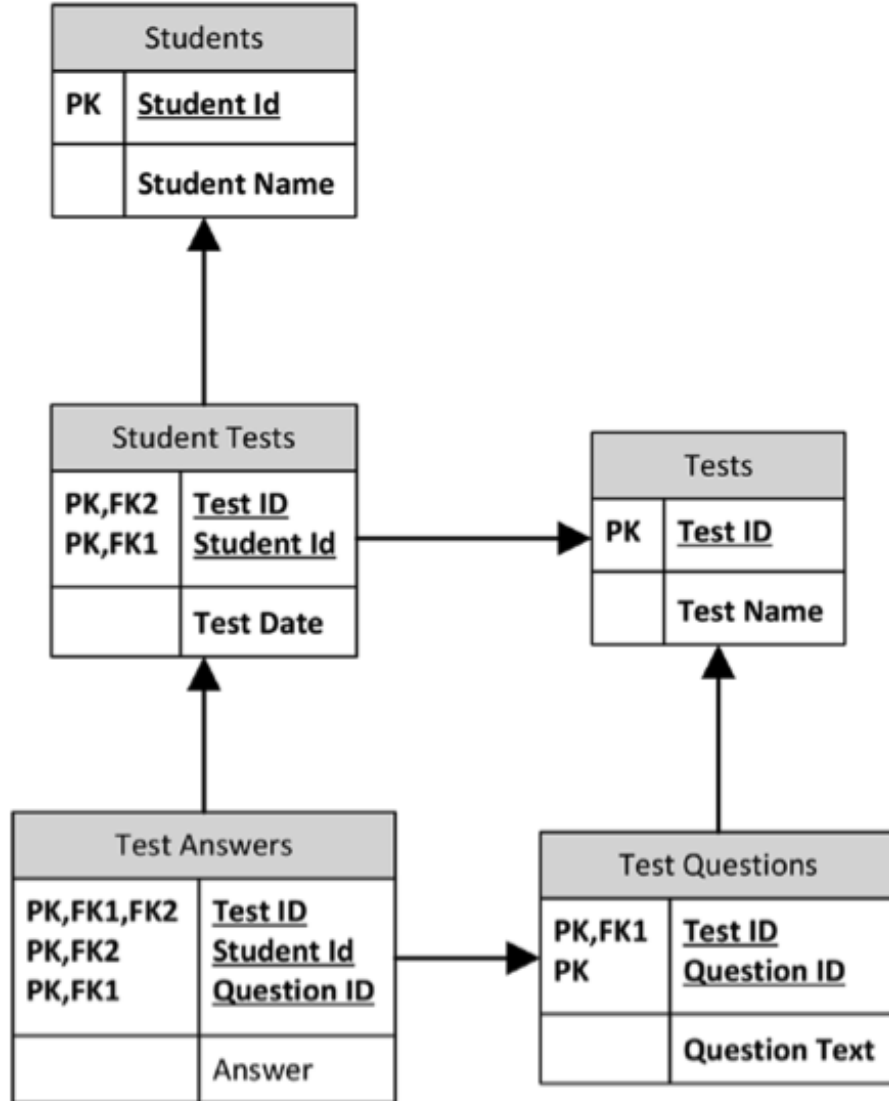 Students
PK Student Id
Student Name
Student Tests
PK,FK2 Test ID
PK,FK1 Student Id
Test Date
Tests
PK Test ID
Test Name
Test Answers
PK,FK1,FK2 Test ID
PK,FK2 Student Id
PK,FK1 Question ID
Answer
Test Questions
PK,FK1 Test ID
PK Question ID
Question Text